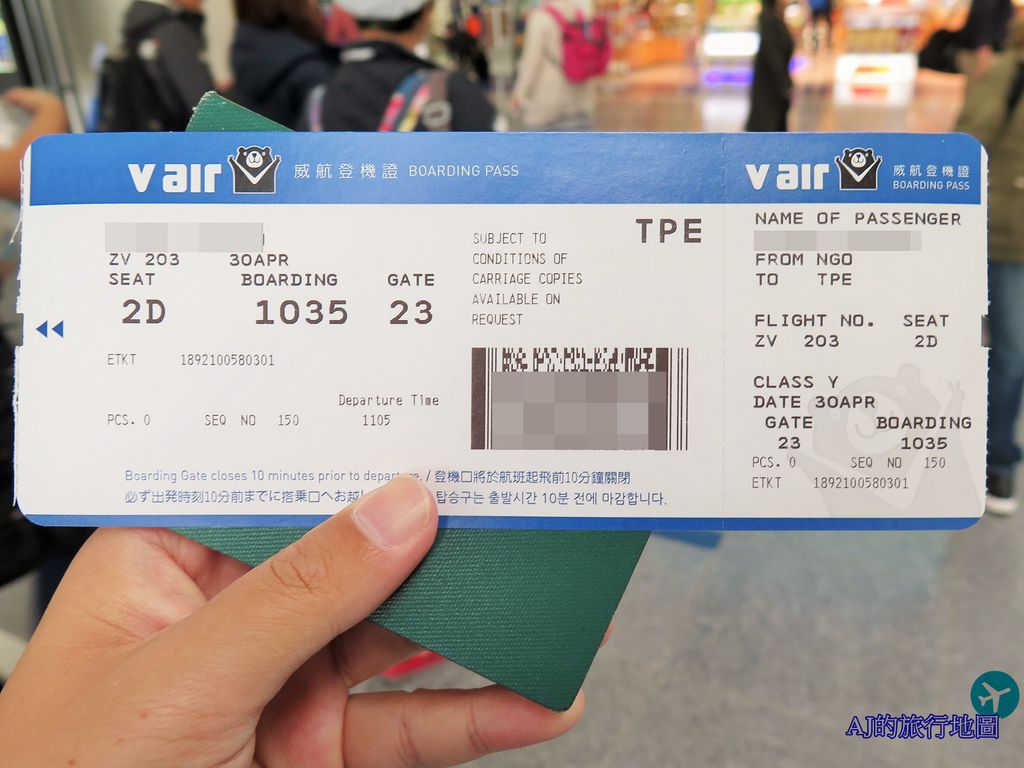 v air 威航登機證 BOARDING PASS
ZV 203 30APR
SEAT BOARDING GATE
2D 1035 23
ETKT 1892100580301
Departure Time
PCS. 0 SEQ NO 150 1105
SUBJECT TO
CONDITIONS OF
CARRIAGE COPIES
AVAILABLE ON
REQUEST
TPE
Boarding Gate closes 10 minutes prior to departure. / 登機口將於航班起飛前10分鐘關閉
必ず出発時刻10分前までに搭乗口へお越し 탑승구는 출발시간 10분 전에 마감합니다.
v air 威航登機證
BOARDING PASS
NAME OF PASSENGER
FROM NGO
TO TPE
FLIGHT NO. SEAT
ZV 203 2D
CLASS Y
DATE 30APR
GATE BOARDING
23 1035
PCS. 0 SEQ NO 150
ETKT 1892100580301
AJ的旅行地圖